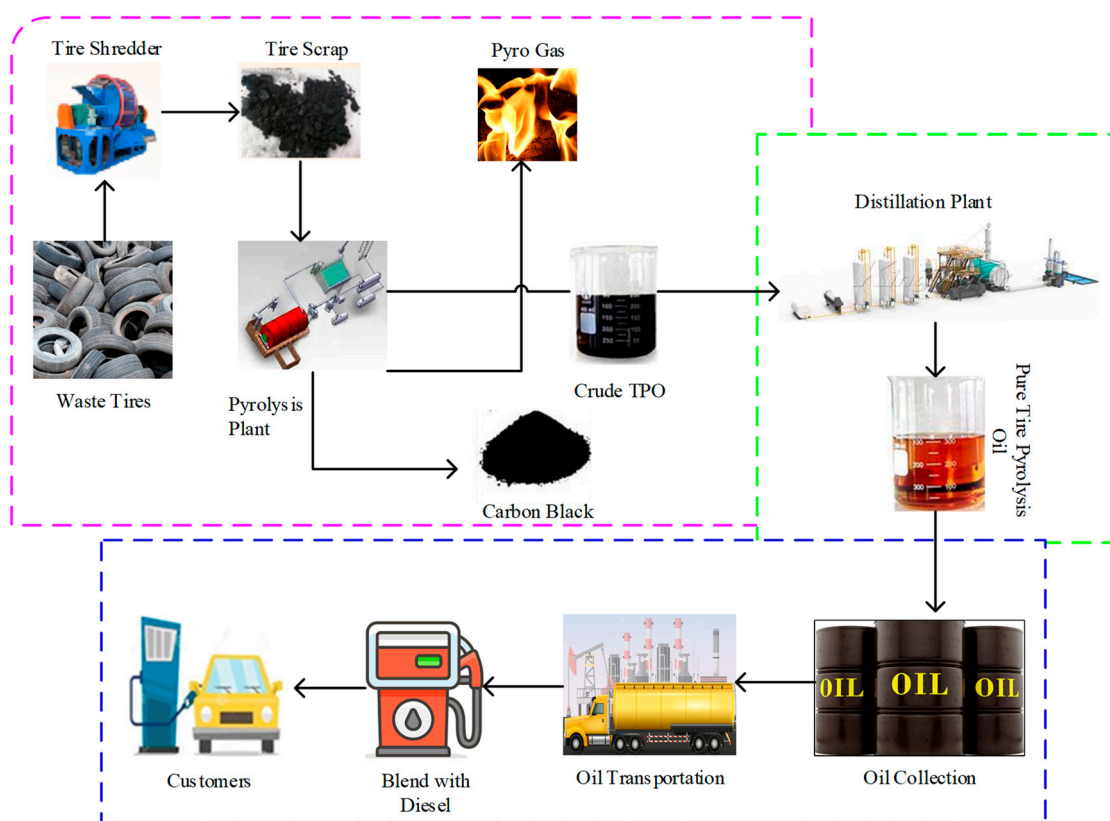 Tire Shredder
Tire Scrap
Pyro Gas
Waste Tires
Pyrolysis
Plant
Crude TPO
Carbon Black
Distillation Plant
Pure Tire Pyrolysis
Oil
OIL
OIL
OIL
Customers
Blend with
Diesel
Oil Transportation
Oil Collection